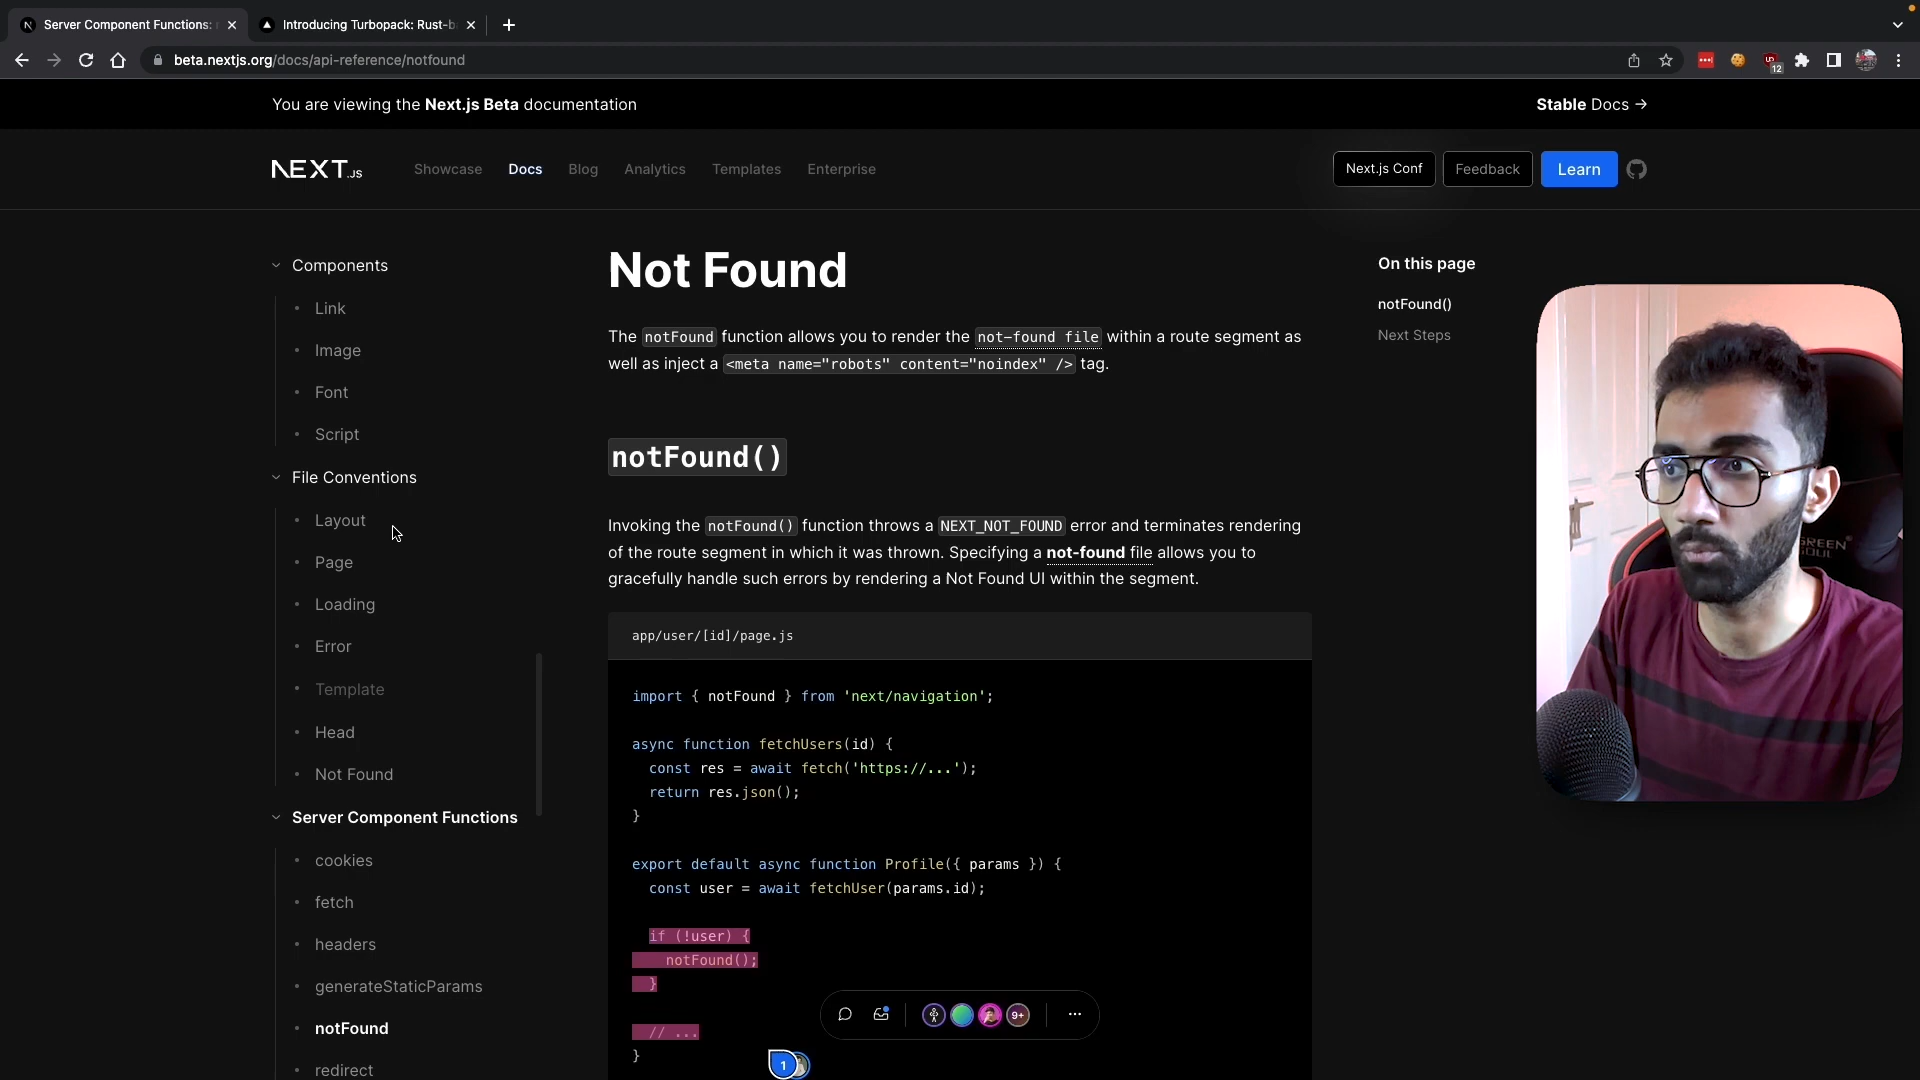 Server Component Functions:
Introducing Turbopack: Rust-b
beta.nextjs.org/docs/api-reference/notfound
12
You are viewing the Next.js Beta documentation
Stable Docs →
NEXT.JS
Showcase
Docs
Blog
Analytics
Templates
Enterprise
Next.js Conf
Feedback
Learn
Components
Link
Image
Font
Script
File Conventions
Layout
Page
Loading
Error
Template
Head
Not Found
Server Component Functions
cookies
fetch
headers
generateStaticParams
notFound
redirect
Not Found
The notFound function allows you to render the not-found file within a route segment as
well as inject a <meta name="robots" content="noindex" /> tag.
notFound()
Invoking the notFound() function throws a NEXT_NOT_FOUND error and terminates rendering
of the route segment in which it was thrown. Specifying a not-found file allows you to
gracefully handle such errors by rendering a Not Found UI within the segment.
app/user/[id]/page.js
import { notFound } from 'next/navigation';
async function fetchUsers(id) {
const res = await fetch('https://...');
return res.json();
}
export default async function Profile({ params }) {
const user = await fetchUser(params.id);
if (!user) {
notFound();
}
// ...
}
9+
1
On this page
notFound()
Next Steps
GREEN
SOUL